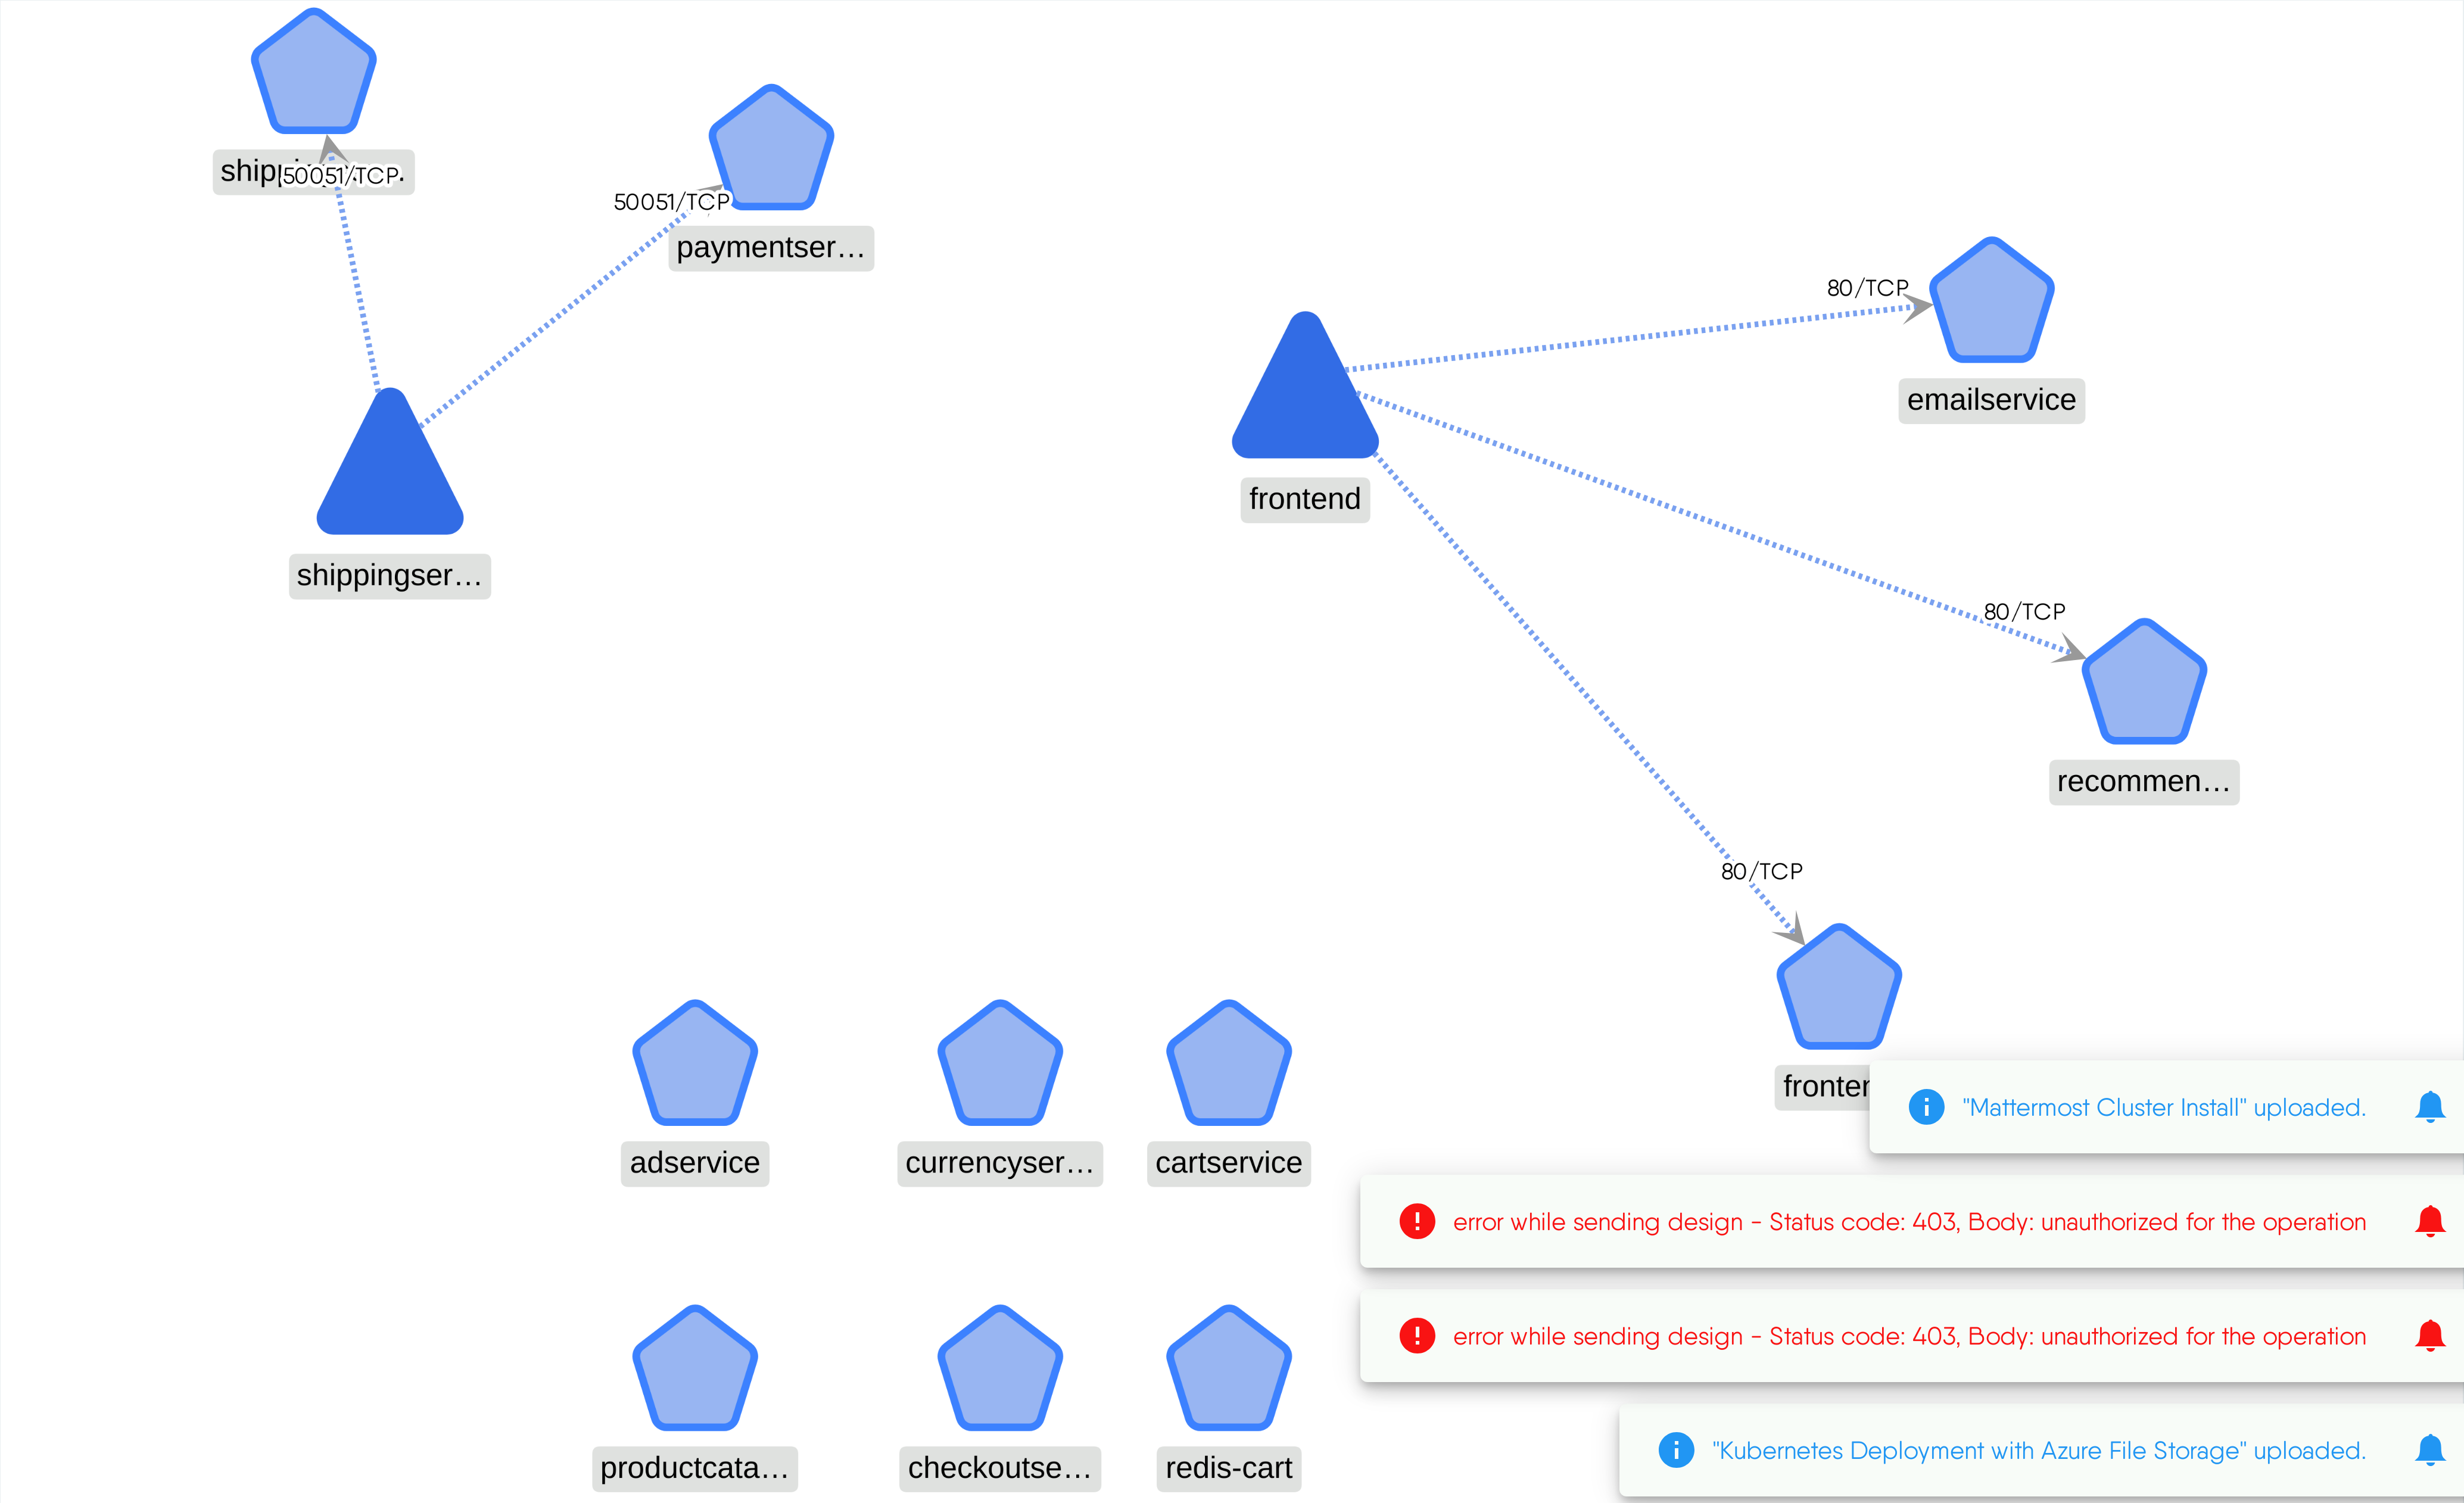 50051/TCP
50051/TCP
paymentser…
80/TCP
emailservice
frontend
shippingser…
80/TCP
recommen…
80/TCP
"Mattermost Cluster Install" uploaded.
adservice
currencyser…
cartservice
error while sending design - Status code: 403, Body: unauthorized for the operation
error while sending design - Status code: 403, Body: unauthorized for the operation
productcata…
checkoutse…
redis-cart
"Kubernetes Deployment with Azure File Storage" uploaded.